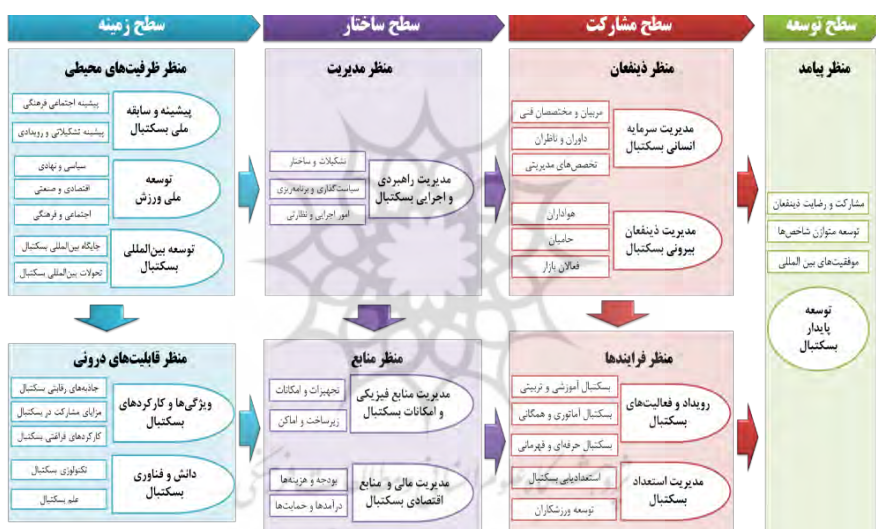 سطح زمینه
سطح ساختار
سطح مشارکت
سطح توسعه
منظر ظرفیت‌های محیطی
پیشینه اجتماعی فرهنگی
پیشینه تشکیلاتی و رویدادی
پیشینه و سابقه
ملی بسکتبال
سیاسی و نهادی
اقتصادی و صنعتی
اجتماعی و فرهنگی
توسعه
ملی ورزش
جایگاه بین‌المللی بسکتبال
تحولات بین‌المللی بسکتبال
توسعه بین‌المللی
بسکتبال
منظر مدیریت
تشکیلات و ساختار
سیاست‌گذاری و برنامه‌ریزی
امور اجرایی و نظارتی
مدیریت راهبردی
و اجرایی بسکتبال
منظر ذینفعان
مربیان و مختصصان فنی
داوران و ناظران
تخصص‌های مدیریتی
مدیریت سرمایه
انسانی بسکتبال
هواداران
حامیان
فعالان بازار
مدیریت ذینفعان
بیرونی بسکتبال
منظر پیامد
مشارکت و رضایت ذینفعان
توسعه متوازن شاخص‌ها
موفقیت‌های بین المللی
توسعه
پایدار
بسکتبال
منظر قابلیت‌های درونی
جاذبه‌های رقابتی بسکتبال
مزایای مشارکت در بسکتبال
کارکردهای فراغتی بسکتبال
ویژگی‌ها و کارکردهای
بسکتبال
تکنولوژی بسکتبال
علم بسکتبال
دانش و فناوری
بسکتبال
منظر منابع
تجهیزات و امکانات
زیرساخت و اماکن
مدیریت منابع فیزیکی
و امکانات بسکتبال
بودجه و هزینه‌ها
درآمدها و حمایت‌ها
مدیریت مالی و منابع
اقتصادی بسکتبال
منظر فرایندها
بسکتبال آموزشی و تربیتی
بسکتبال آماتوری و همگانی
بسکتبال حرفه‌ای و قهرمانی
رویداد و فعالیت‌های
بسکتبال
استعدادیابی بسکتبال
توسعه ورزشکاران
مدیریت استعداد
بسکتبال